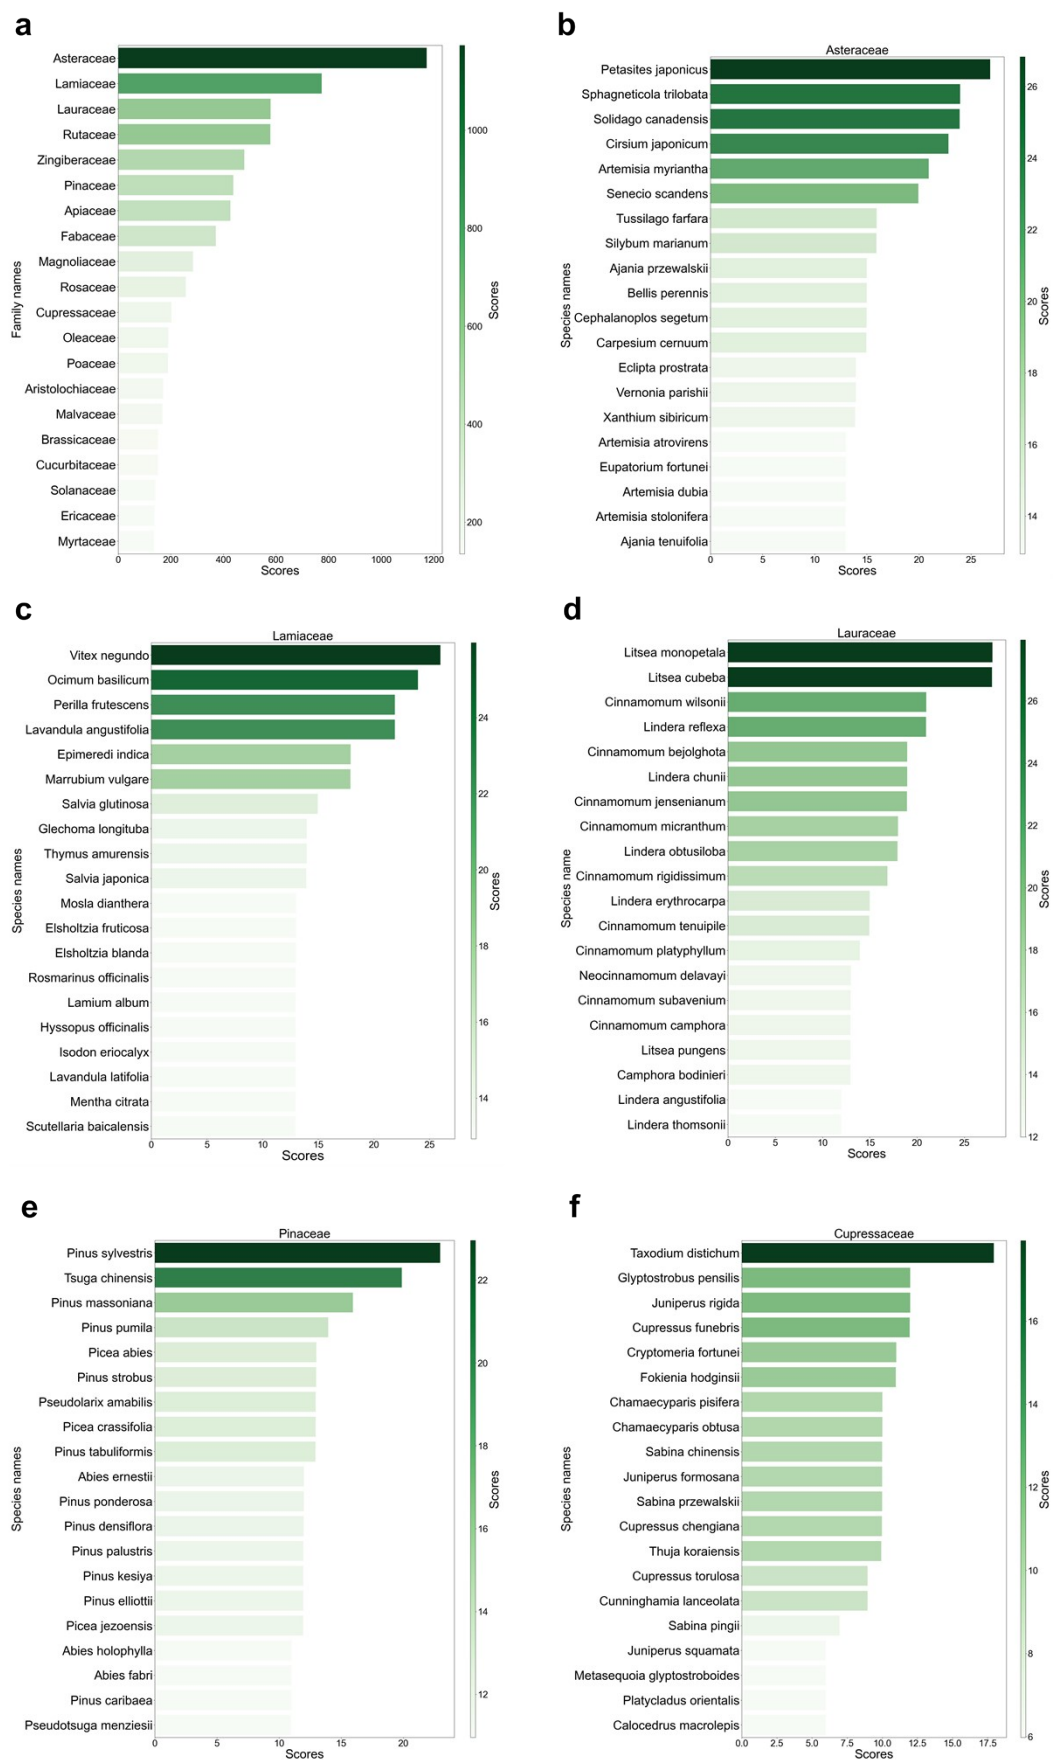 a
Asteraceae
Lamiaceae
Lauraceae
Rutaceae
Zingiberaceae
Pinaceae
Apiaceae
Fabaceae
Magnoliaceae
Rosaceae
Cupressaceae
Oleaceae
Poaceae
Aristolochiaceae
Malvaceae
Brassicaceae
Cucurbitaceae
Solanaceae
Ericaceae
Myrtaceae
Family names
0 200 400 600 800 1000 1200
Scores
1000
800
600
400
200
Scores
b
Asteraceae
Petasites japonicus
Sphagneticola trilobata
Solidago canadensis
Cirsium japonicum
Artemisia myriantha
Senecio scandens
Tussilago farfara
Silybum marianum
Ajania przewalskii
Bellis perennis
Cephalanoplos segetum
Carpesium cernuum
Eclipta prostrata
Vernonia parishii
Xanthium sibiricum
Artemisia atrovirens
Eupatorium fortunei
Artemisia dubia
Artemisia stolonifera
Ajania tenuifolia
Species names
0 5 10 15 20 25
Scores
26
24
22
20
18
16
14
Scores
c
Lamiaceae
Vitex negundo
Ocimum basilicum
Perilla frutescens
Lavandula angustifolia
Epimeredi indica
Marrubium vulgare
Salvia glutinosa
Glechoma longituba
Thymus amurensis
Salvia japonica
Mosla dianthera
Elsholtzia fruticosa
Elsholtzia blanda
Rosmarinus officinalis
Lamium album
Hyssopus officinalis
Isodon eriocalyx
Lavandula latifolia
Mentha citrata
Scutellaria baicalensis
Species names
0 5 10 15 20 25
Scores
24
22
20
18
16
14
Scores
d
Lauraceae
Litsea monopetala
Litsea cubeba
Cinnamomum wilsonii
Lindera reflexa
Cinnamomum bejolghota
Lindera chunii
Cinnamomum jensenianum
Cinnamomum micranthum
Lindera obtusiloba
Cinnamomum rigidissimum
Lindera erythrocarpa
Cinnamomum tenuipile
Cinnamomum platyphyllum
Neocinnamomum delavayi
Cinnamomum subavenium
Cinnamomum camphora
Litsea pungens
Camphora bodinieri
Lindera angustifolia
Lindera thomsonii
Species name
0 5 10 15 20 25
Scores
26
24
22
20
18
16
14
12
Scores
e
Pinaceae
Pinus sylvestris
Tsuga chinensis
Pinus massoniana
Pinus pumila
Picea abies
Pinus strobus
Pseudolarix amabilis
Picea crassifolia
Pinus tabuliformis
Abies ernestii
Pinus ponderosa
Pinus densiflora
Pinus palustris
Pinus kesiya
Pinus elliottii
Picea jezoensis
Abies holophylla
Abies fabri
Pinus caribaea
Pseudotsuga menziesii
Species names
0 5 10 15 20
Scores
22
20
18
16
14
12
Scores
f
Cupressaceae
Taxodium distichum
Glyptostrobus pensilis
Juniperus rigida
Cupressus funebris
Cryptomeria fortunei
Fokienia hodginsii
Chamaecyparis pisifera
Chamaecyparis obtusa
Sabina chinensis
Juniperus formosana
Sabina przewalskii
Cupressus chengiana
Thuja koraiensis
Cupressus torulosa
Cunninghamia lanceolata
Sabina pingii
Juniperus squamata
Metasequoia glyptostroboides
Platycladus orientalis
Calocedrus macrolepis
Species names
0.0 2.5 5.0 7.5 10.0 12.5 15.0 17.5
Scores
16
14
12
10
8
6
Scores